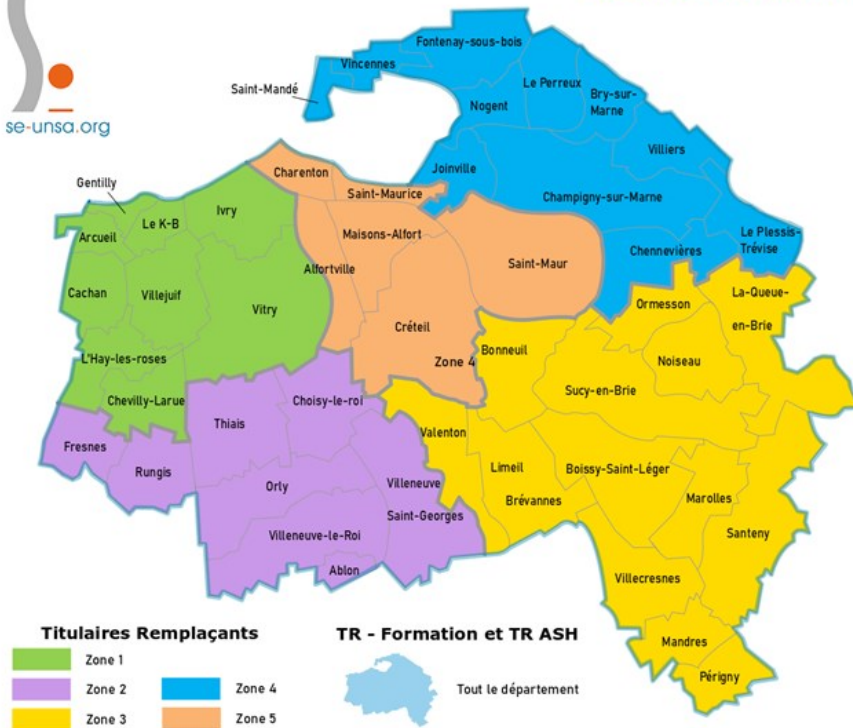 se-unsa.org
Fontenay-sous-bois
Vincennes
Saint-Mandé
Le Perreux
Bry-sur-
Marne
Nogent
Villiers
Joinville
Champigny-sur-Marne
Le Plessis-
Trévise
Chennevières
Charenton
Saint-Maurice
Maisons-Alfort
Alfortville
Saint-Maur
Créteil
Zone 4
Gentilly
Le K-B
Ivry
Arcueil
Cachan
Villejuif
Vitry
L'Hay-les-roses
Chevilly-Larue
Fresnes
Rungis
Thiais
Choisy-le-roi
Orly
Villeneuve
Saint-Georges
Villeneuve-le-Roi
Ablon
Ormesson
La-Queue-
en-Brie
Bonneuil
Noiseau
Sucy-en-Brie
Valenton
Limeil
Brévannes
Boissy-Saint-Léger
Marolles
Santeny
Villecresnes
Mandres
Périgny
Titulaires Remplaçants
Zone 1
Zone 2
Zone 3
Zone 4
Zone 5
TR - Formation et TR ASH
Tout le département